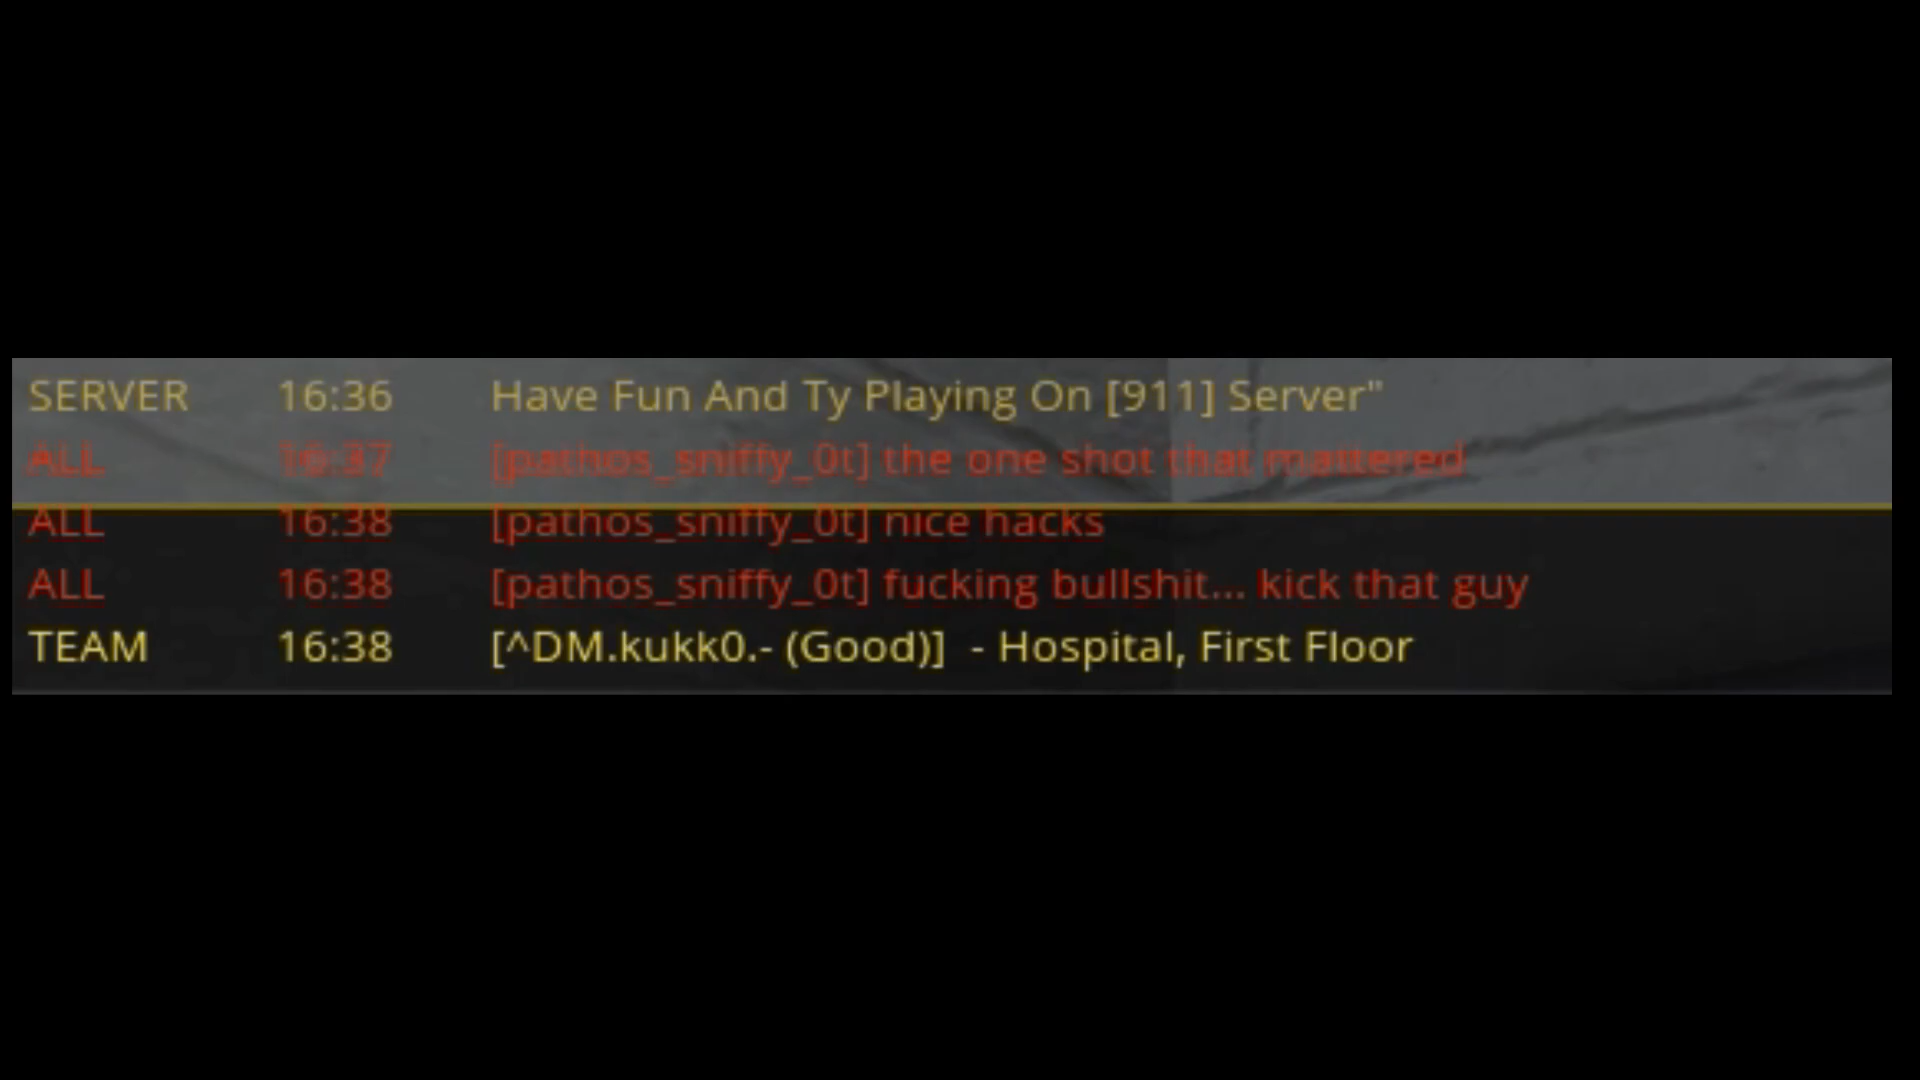 SERVER 16:36 Have Fun And Ty Playing On [911] Server"
ALL 16:37 [pathos_sniffy_0t] the one shot that mattered
ALL 16:38 [pathos_sniffy_0t] nice hacks
ALL 16:38 [pathos_sniffy_0t] fucking bullshit... kick that guy
TEAM 16:38 [^DM.kukk0.- (Good)]  - Hospital, First Floor